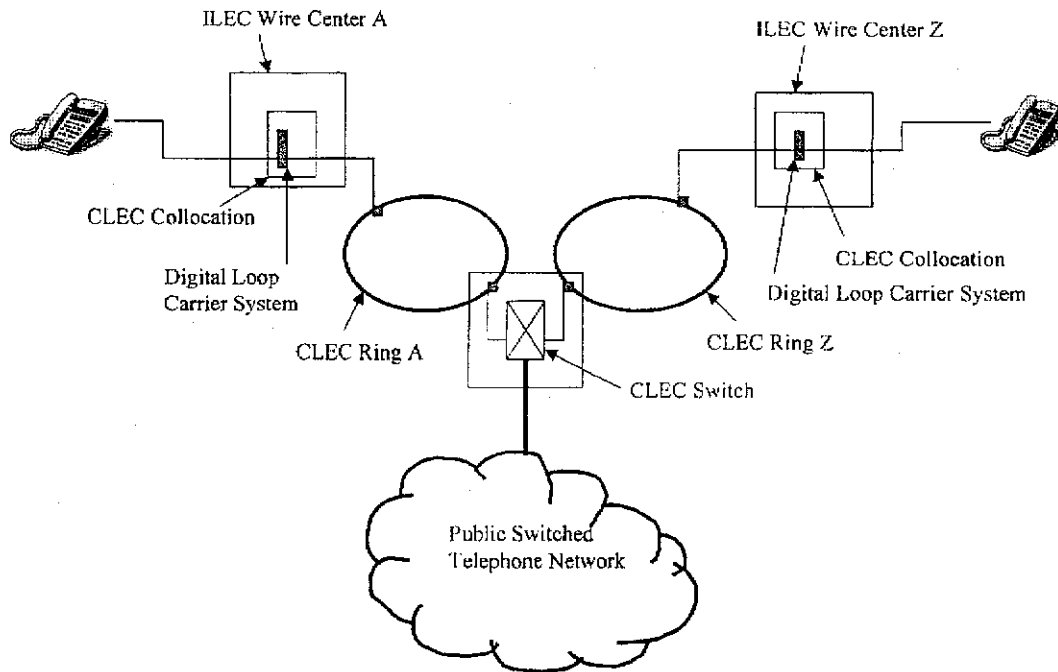 ILEC Wire Center A
ILEC Wire Center Z
CLEC Collocation
Digital Loop
Carrier System
CLEC Ring A
CLEC Collocation
Digital Loop Carrier System
CLEC Ring Z
CLEC Switch
Public Switched
Telephone Network